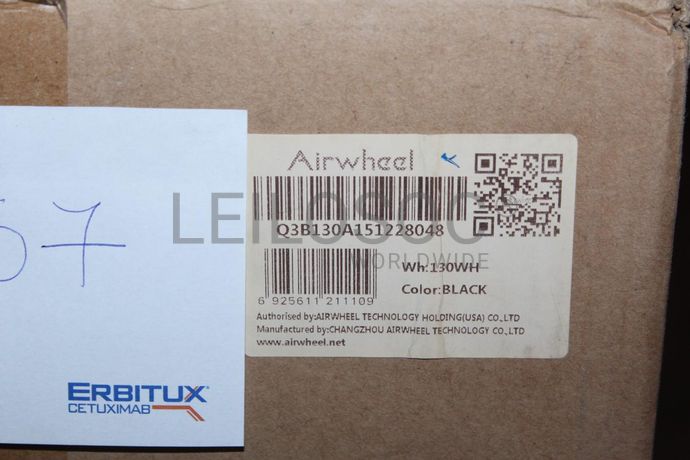 Airwheel
LEILOSOC
WORLDWIDE
Q3B130A151228048
Wh:130WH
Color:BLACK
6 925611 211109
Authorised by:AIRWHEEL TECHNOLOGY HOLDING(USA) CO.,LTD
Manufactured by:CHANGZHOU AIRWHEEL TECHNOLOGY CO.,LTD
www.airwheel.net
7
ERBITUX
CETUXIMAB